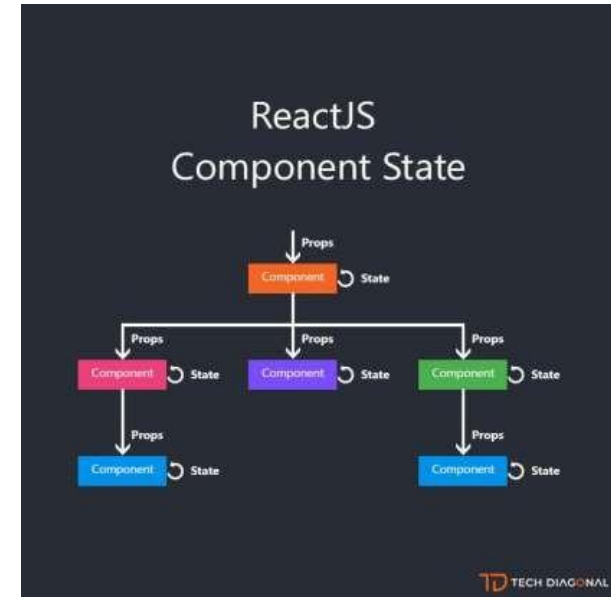 ReactJS
Component State
Props
Component State
Props Props Props
Component State Component State Component State
Props Props
Component State Component State
TECH DIAGONAL